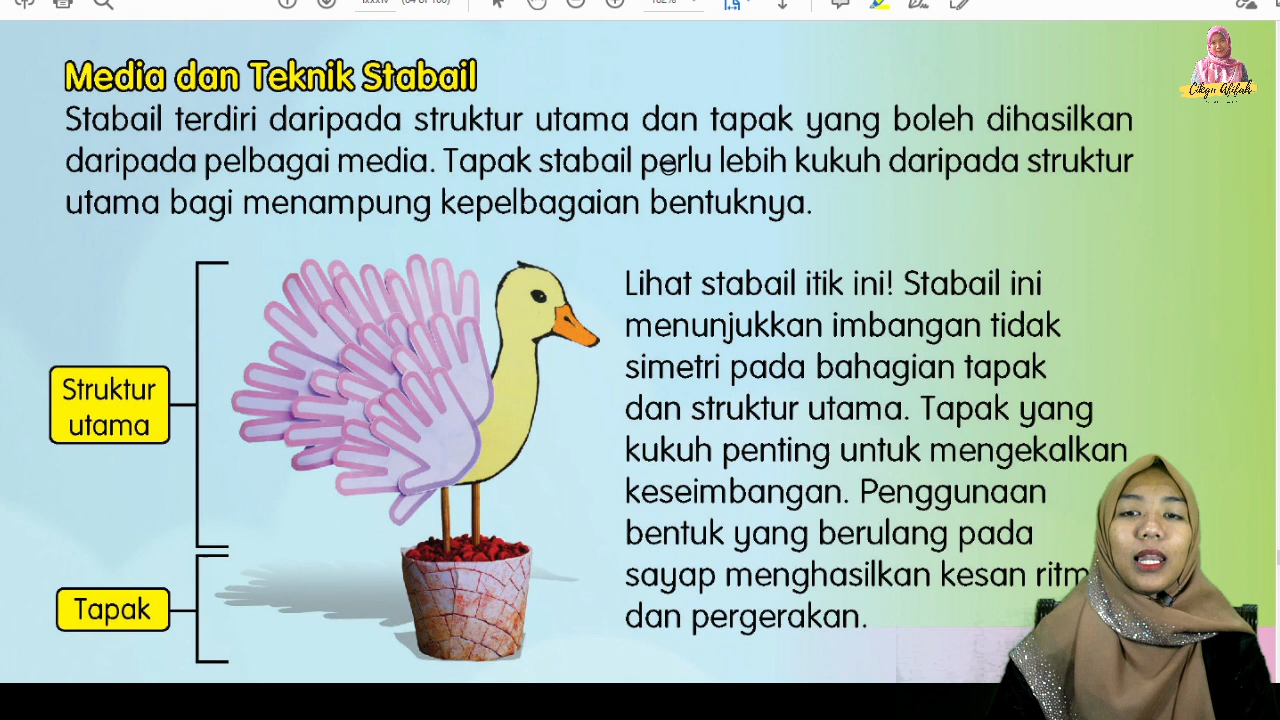 Media dan Teknik Stabail
Stabail terdiri daripada struktur utama dan tapak yang boleh dihasilkan
daripada pelbagai media. Tapak stabail perlu lebih kukuh daripada struktur
utama bagi menampung kepelbagaian bentuknya.
Struktur
utama
Tapak
Lihat stabail itik ini! Stabail ini
menunjukkan imbangan tidak
simetri pada bahagian tapak
dan struktur utama. Tapak yang
kukuh penting untuk mengekalkan
keseimbangan. Penggunaan
bentuk yang berulang pada
sayap menghasilkan kesan ritm
dan pergerakan.
Cikgu Afifah